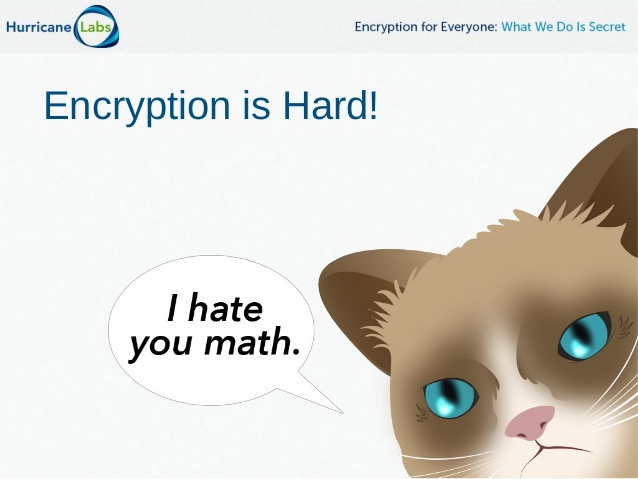 Hurricane Labs
Encryption for Everyone: What We Do Is Secret
Encryption is Hard!
I hate
you math.